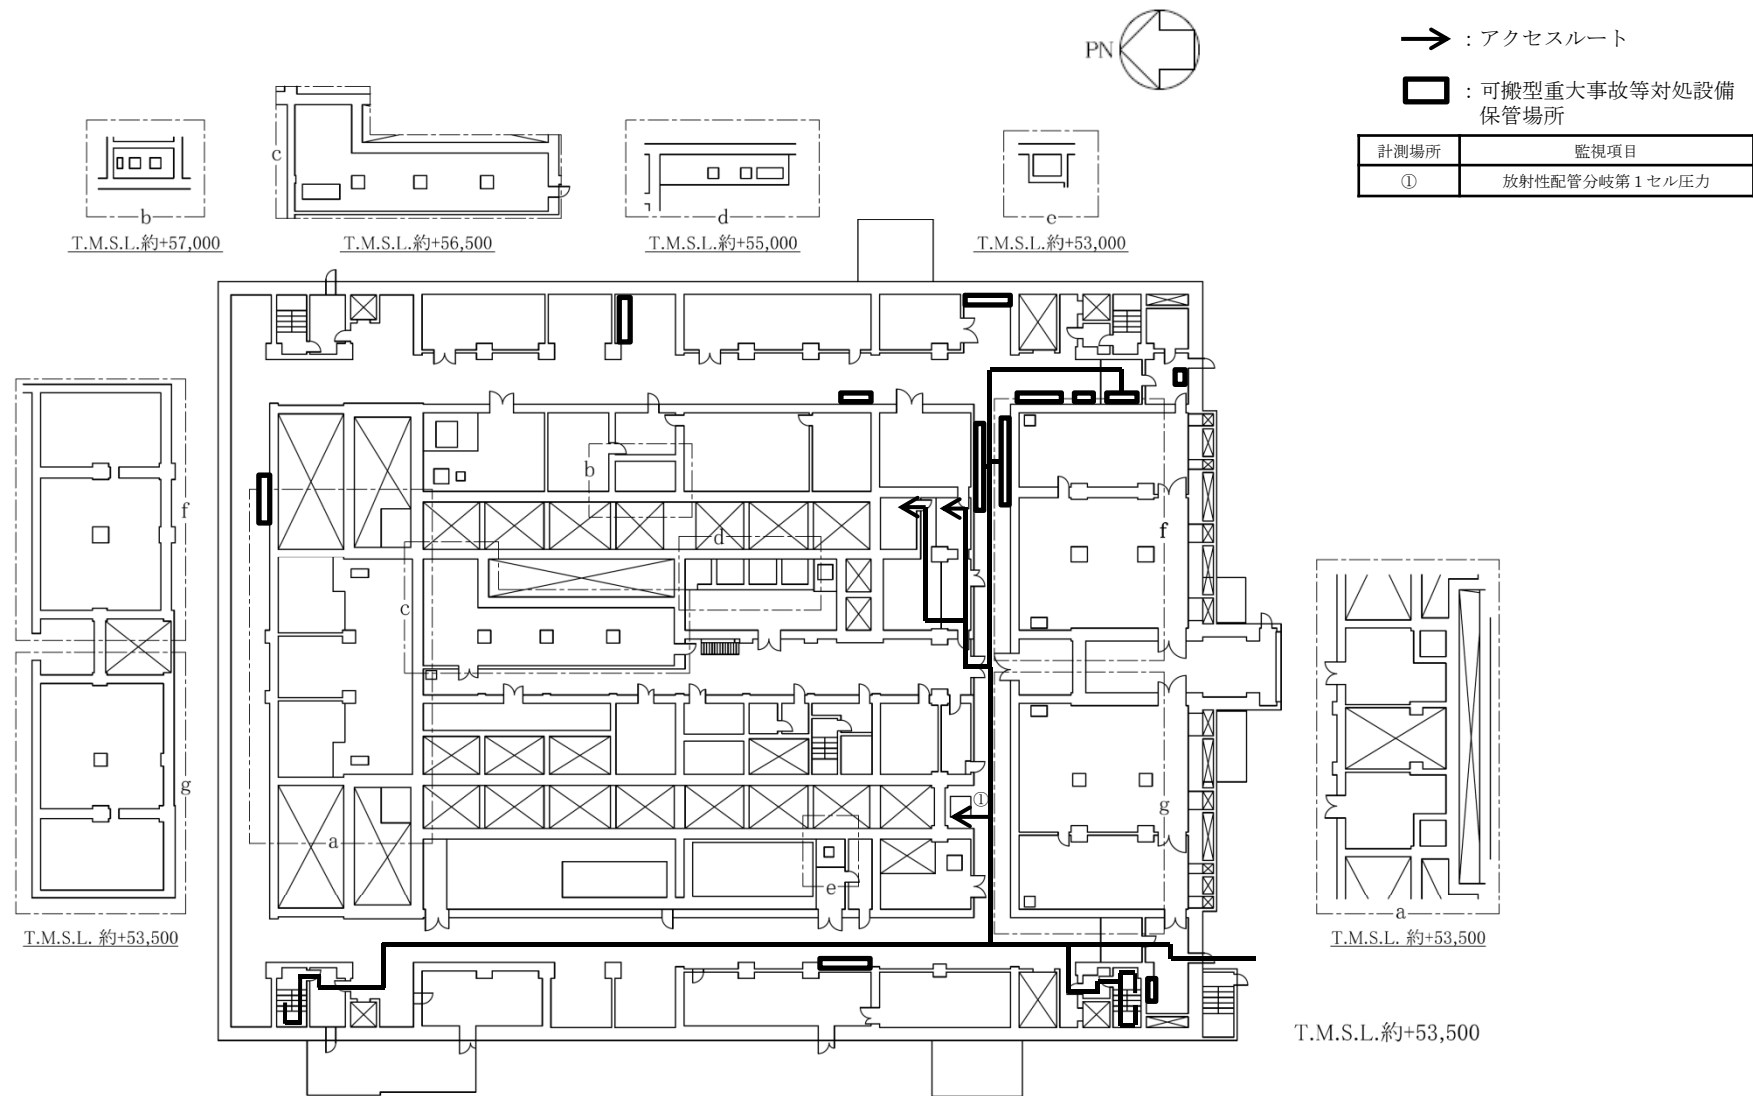 PN
：アクセスルート
：可搬型重大事故等対処設備
保管場所
計測場所 監視項目
① 放射性配管分岐第１セル圧力
b
T.M.S.L.約+57,000
c
T.M.S.L.約+56,500
d
T.M.S.L.約+55,000
e
T.M.S.L.約+53,000
f
g
T.M.S.L. 約+53,500
b
d
c
f
①
g
a
e
a
T.M.S.L. 約+53,500
T.M.S.L.約+53,500